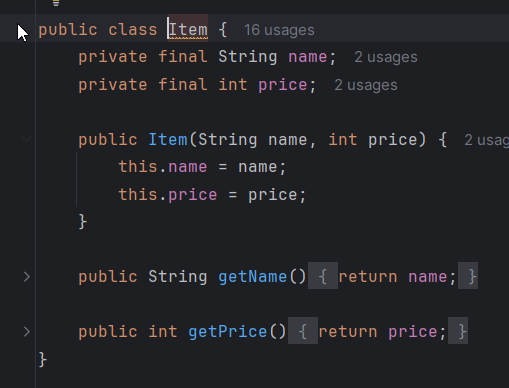 public class Item {  16 usages
    private final String name;  2 usages
    private final int price;  2 usages
    public Item(String name, int price) {  2 usag
        this.name = name;
        this.price = price;
    }
    public String getName() { return name; }
    public int getPrice() { return price; }
}